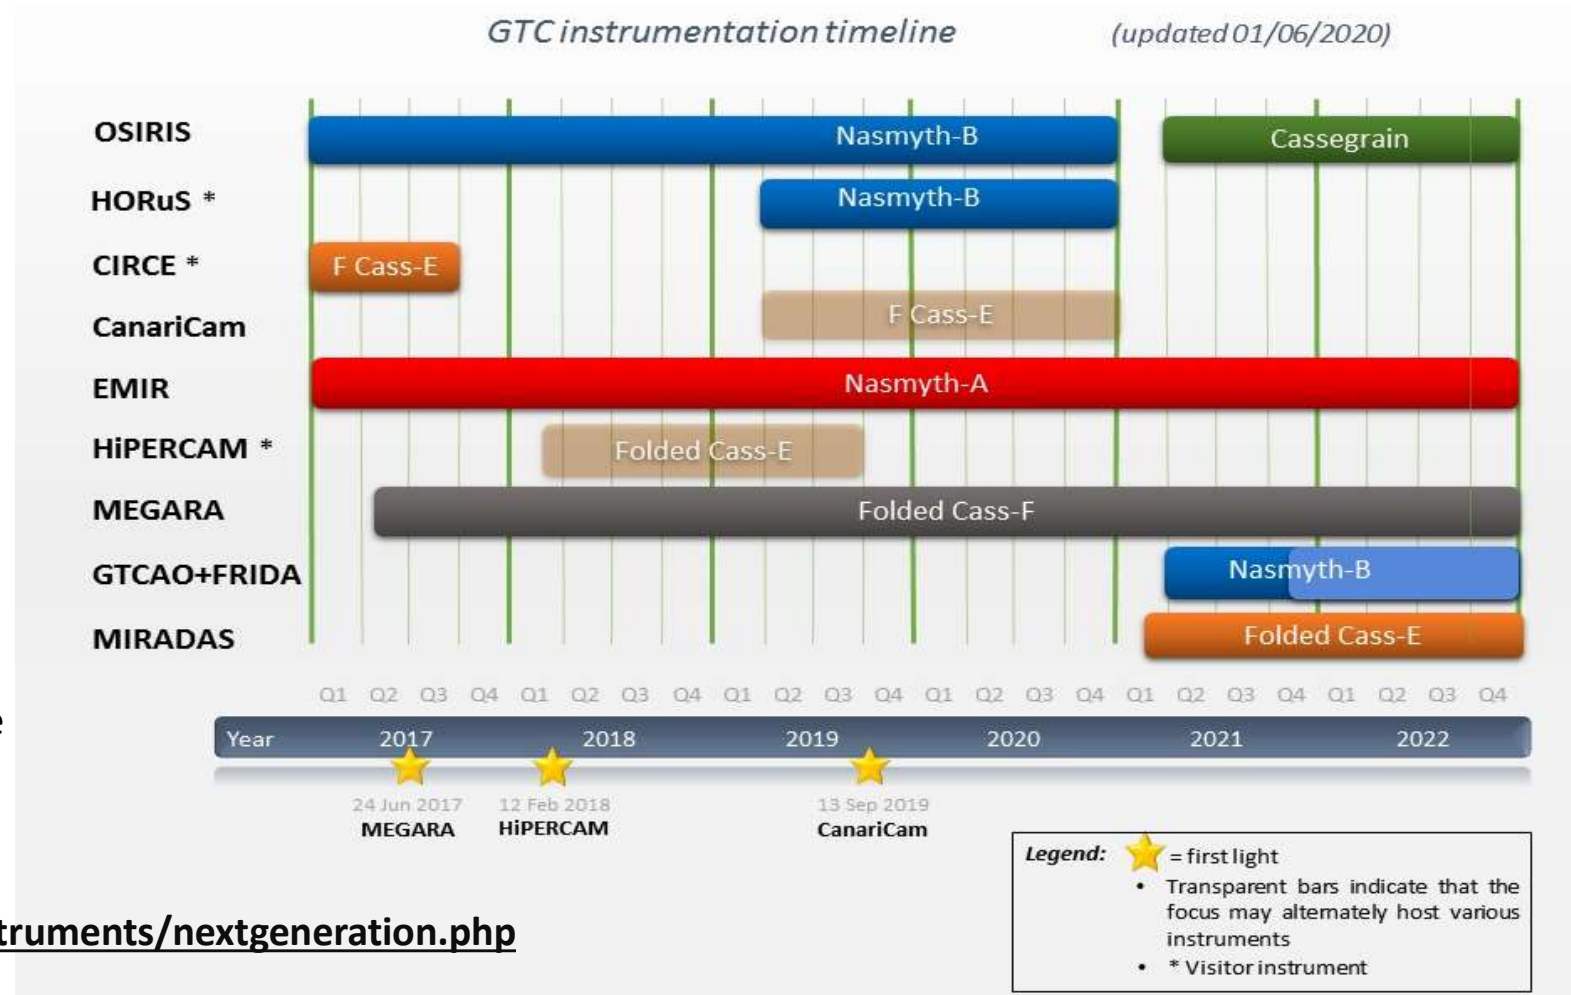 GTC instrumentation timeline (updated 01/06/2020)
OSIRIS Nasmyth-B Cassegrain
HORuS * Nasmyth-B
CIRCE * F Cass-E
CanariCam F Cass-E
EMIR Nasmyth-A
HiPERCAM * Folded Cass-E
MEGARA Folded Cass-F
GTCAO+FRIDA Nasmyth-B
MIRADAS Folded Cass-E
Q1 Q2 Q3 Q4 Q1 Q2 Q3 Q4 Q1 Q2 Q3 Q4 Q1 Q2 Q3 Q4 Q1 Q2 Q3 Q4 Q1 Q2 Q3 Q4
e
Year 2017 2018 2019 2020 2021 2022
24 Jun 2017 12 Feb 2018 13 Sep 2019
MEGARA HiPERCAM CanariCam
Legend: = first light
• Transparent bars indicate that the
focus may alternately host various
instruments
• * Visitor instrument
truments/nextgeneration.php